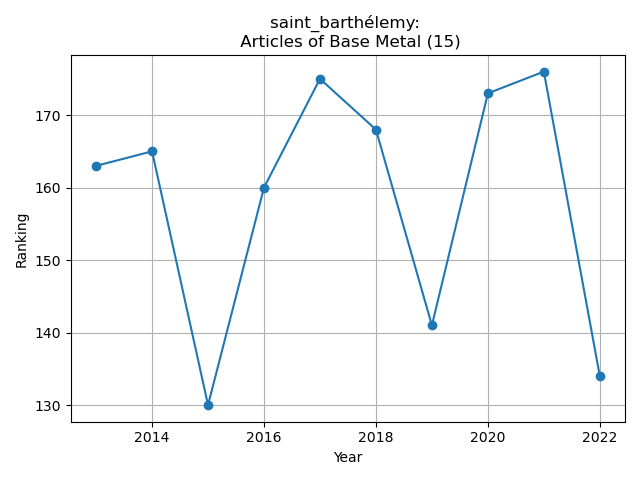 saint_barthélemy:
Articles of Base Metal (15)
Ranking
170
160
150
140
130
2014
2016
2018
2020
2022
Year